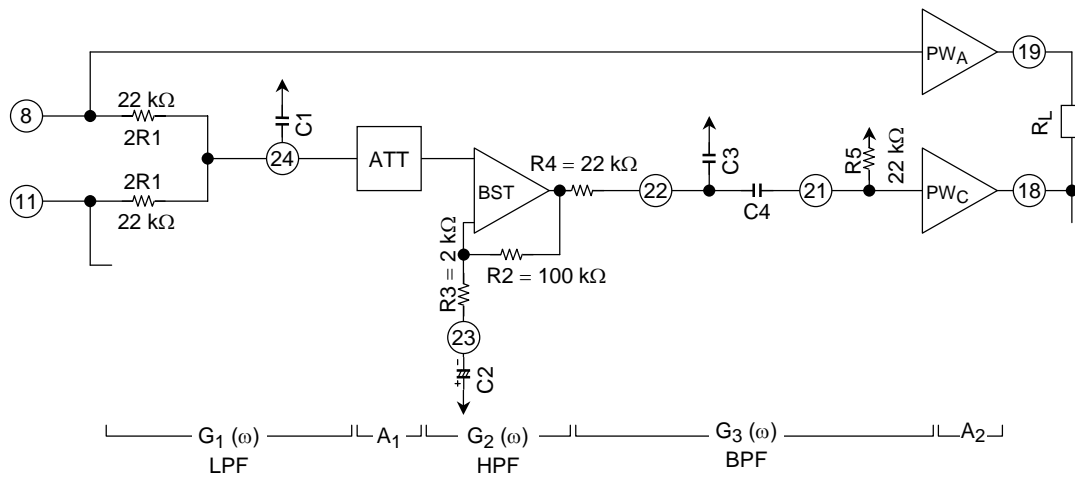 PWA
19
8
22 kΩ
2R1
C1
24
ATT
BST
R4 = 22 kΩ
22
C3
C4
21
R5
22 kΩ
PWC
18
RL
11
2R1
22 kΩ
R3 = 2 kΩ
R2 = 100 kΩ
23
- +
C2
G1 (ω)
A1
G2 (ω)
G3 (ω)
A2
LPF
HPF
BPF